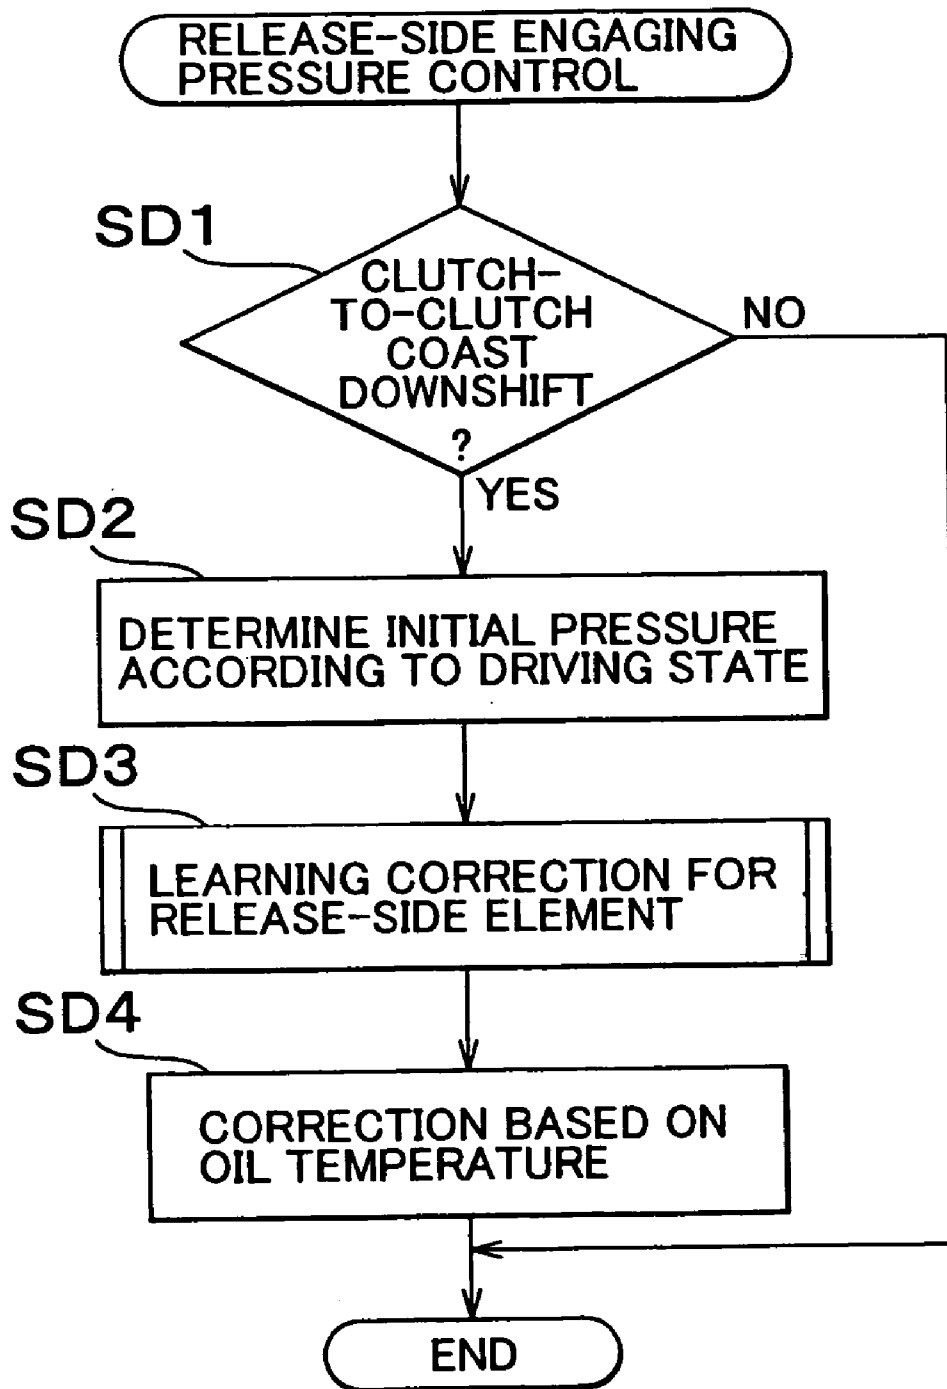 RELEASE-SIDE ENGAGING
PRESSURE CONTROL
SD1
CLUTCH-
TO-CLUTCH
COAST
DOWNSHIFT
?
NO
YES
SD2
DETERMINE INITIAL PRESSURE
ACCORDING TO DRIVING STATE
SD3
LEARNING CORRECTION FOR
RELEASE-SIDE ELEMENT
SD4
CORRECTION BASED ON
OIL TEMPERATURE
END